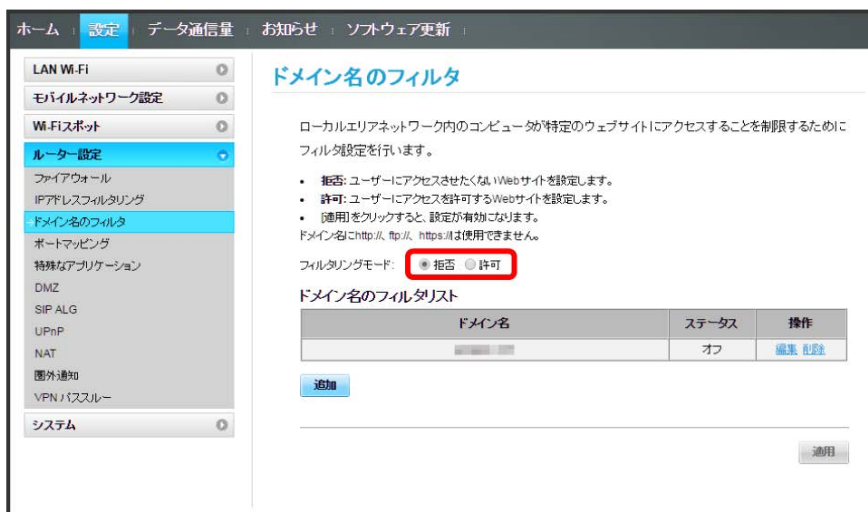 ホーム 設定 データ通信量 お知らせ ソフトウェア更新
LAN Wi-Fi
モバイルネットワーク設定
Wi-Fiスポット
ルーター設定
ファイアウォール
IPアドレスフィルタリング
ドメイン名のフィルタ
ポートマッピング
特殊なアプリケーション
DMZ
SIP ALG
UPnP
NAT
圏外通知
VPN パススルー
システム
ドメイン名のフィルタ
ローカルエリアネットワーク内のコンピュータが特定のウェブサイトにアクセスすることを制限するために
フィルタ設定を行います。
• 拒否: ユーザーにアクセスさせたくないWebサイトを設定します。
• 許可: ユーザーにアクセスを許可するWebサイトを設定します。
• [適用]をクリックすると、設定が有効になります。
ドメイン名にhttp://、ftp://、https://は使用できません。
フィルタリングモード: 拒否 許可
ドメイン名のフィルタリスト
ドメイン名 ステータス 操作
オフ 編集 削除
追加
適用